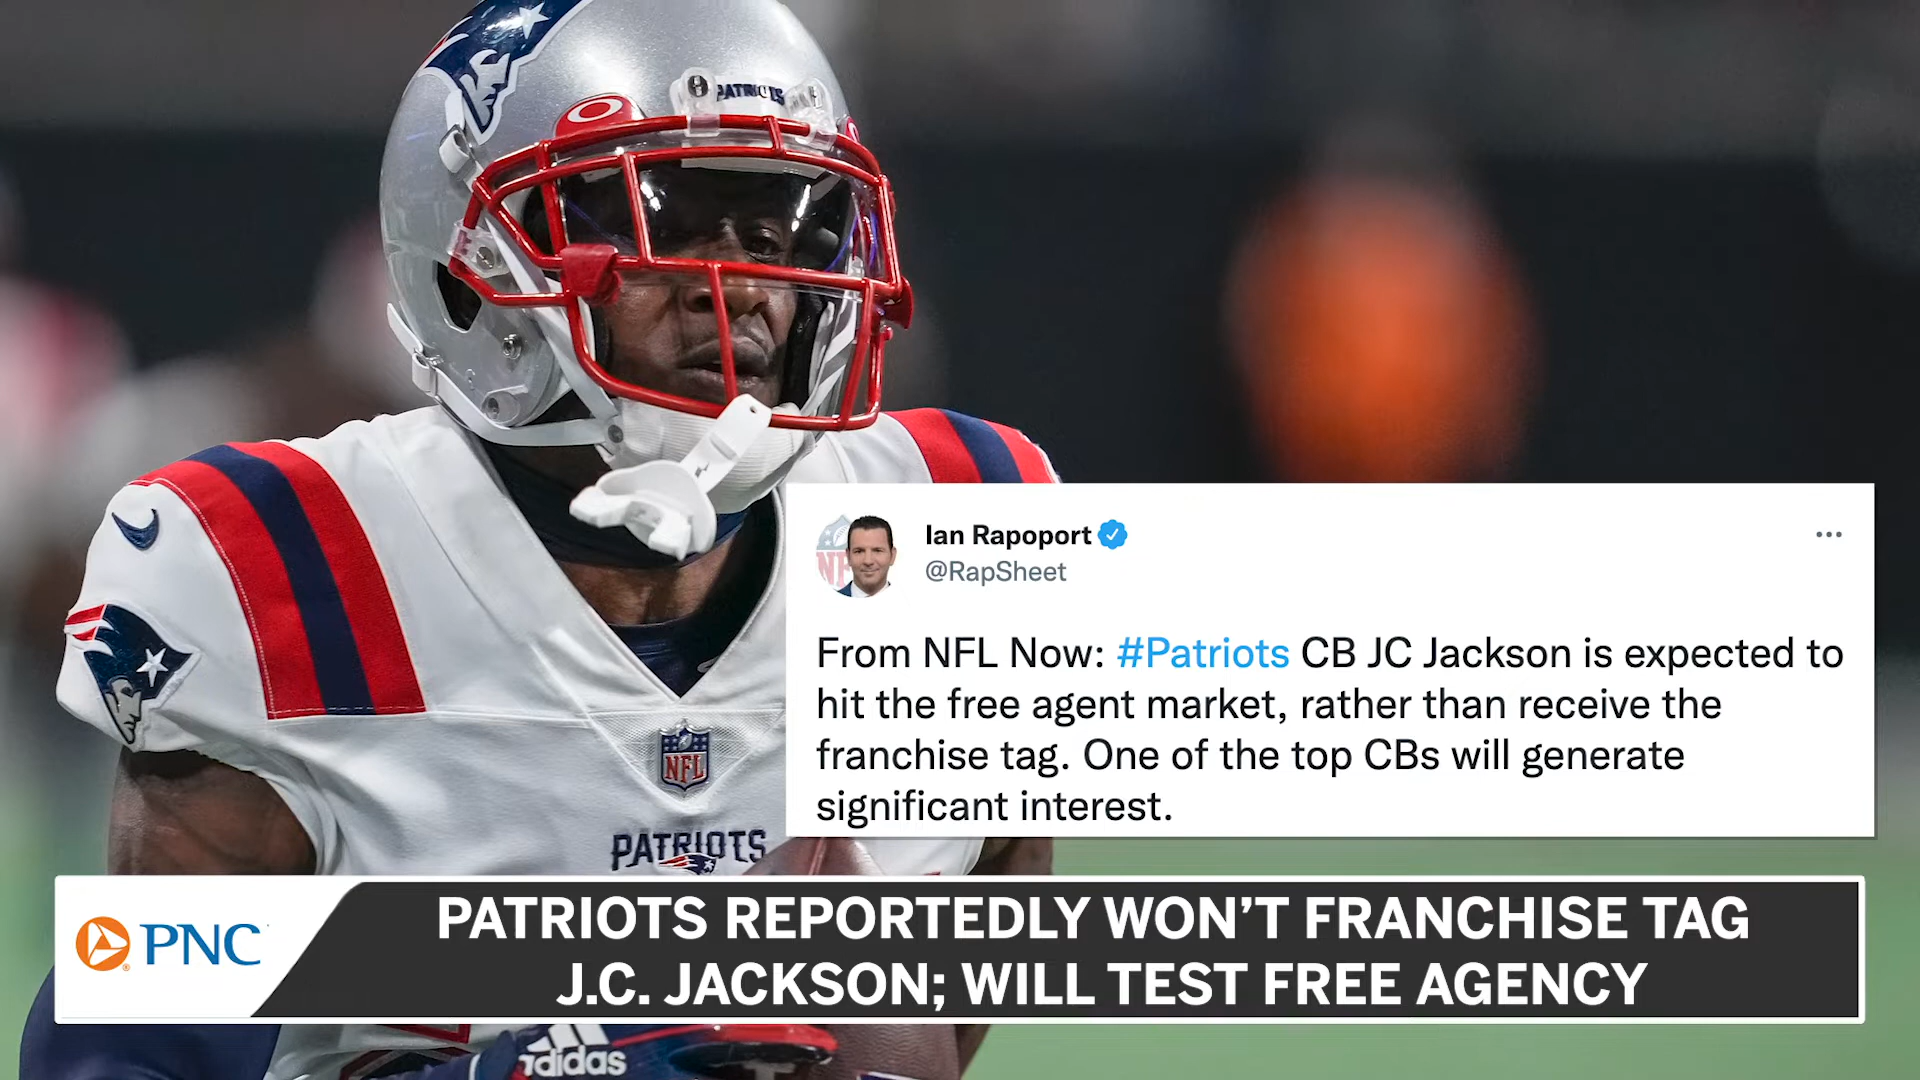 PATRIOTS
Ian Rapoport
@RapSheet
From NFL Now: #Patriots CB JC Jackson is expected to
hit the free agent market, rather than receive the
franchise tag. One of the top CBs will generate
significant interest.
NFL
PATRIOTS
PNC
PATRIOTS REPORTEDLY WON’T FRANCHISE TAG
J.C. JACKSON; WILL TEST FREE AGENCY
adidas